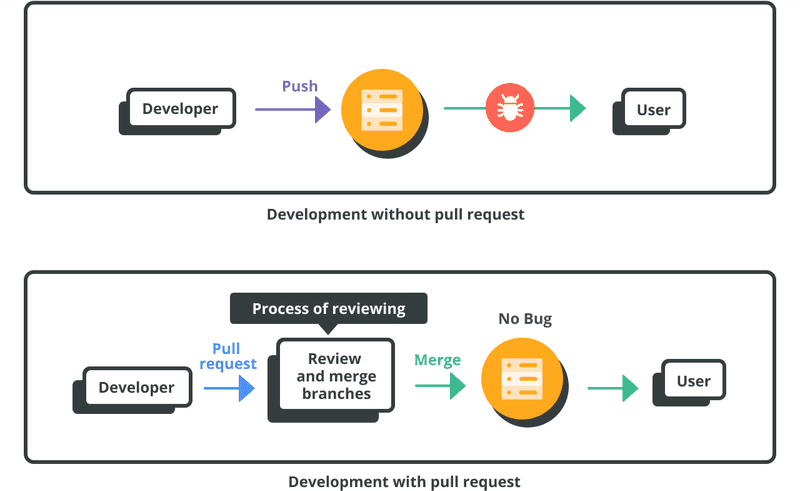 Push
Developer
User
Development without pull request
Process of reviewing
No Bug
Pull
request
Developer
Review
and merge
branches
Merge
User
Development with pull request